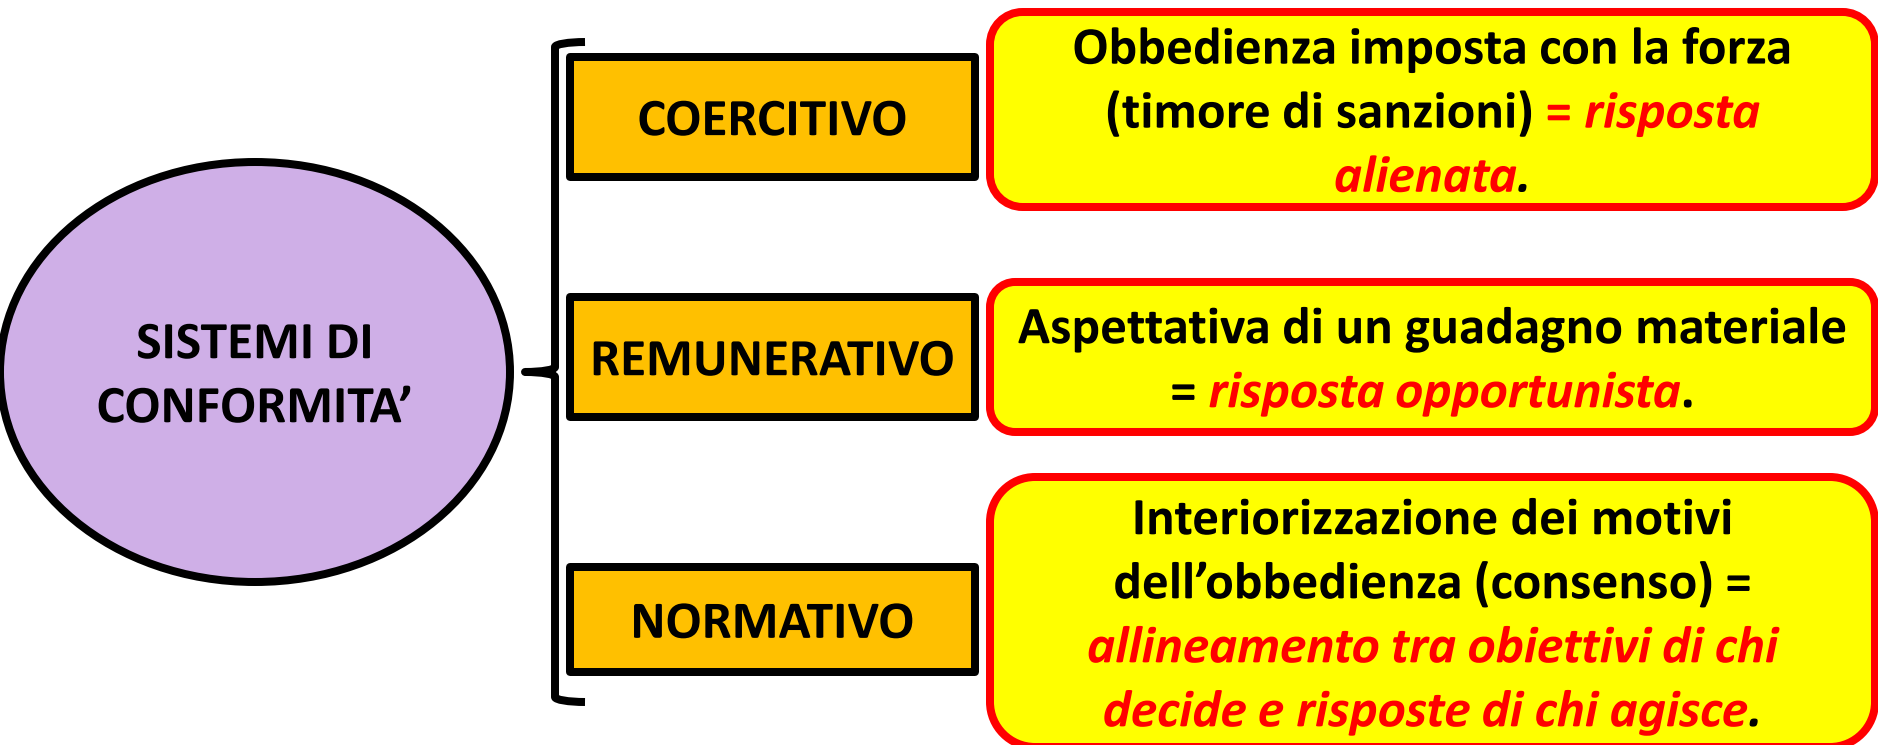 SISTEMI DI
CONFORMITA’
COERCITIVO
Obbedienza imposta con la forza
(timore di sanzioni) = risposta
alienata.
REMUNERATIVO
Aspettativa di un guadagno materiale
= risposta opportunista.
NORMATIVO
Interiorizzazione dei motivi
dell’obbedienza (consenso) =
allineamento tra obiettivi di chi
decide e risposte di chi agisce.